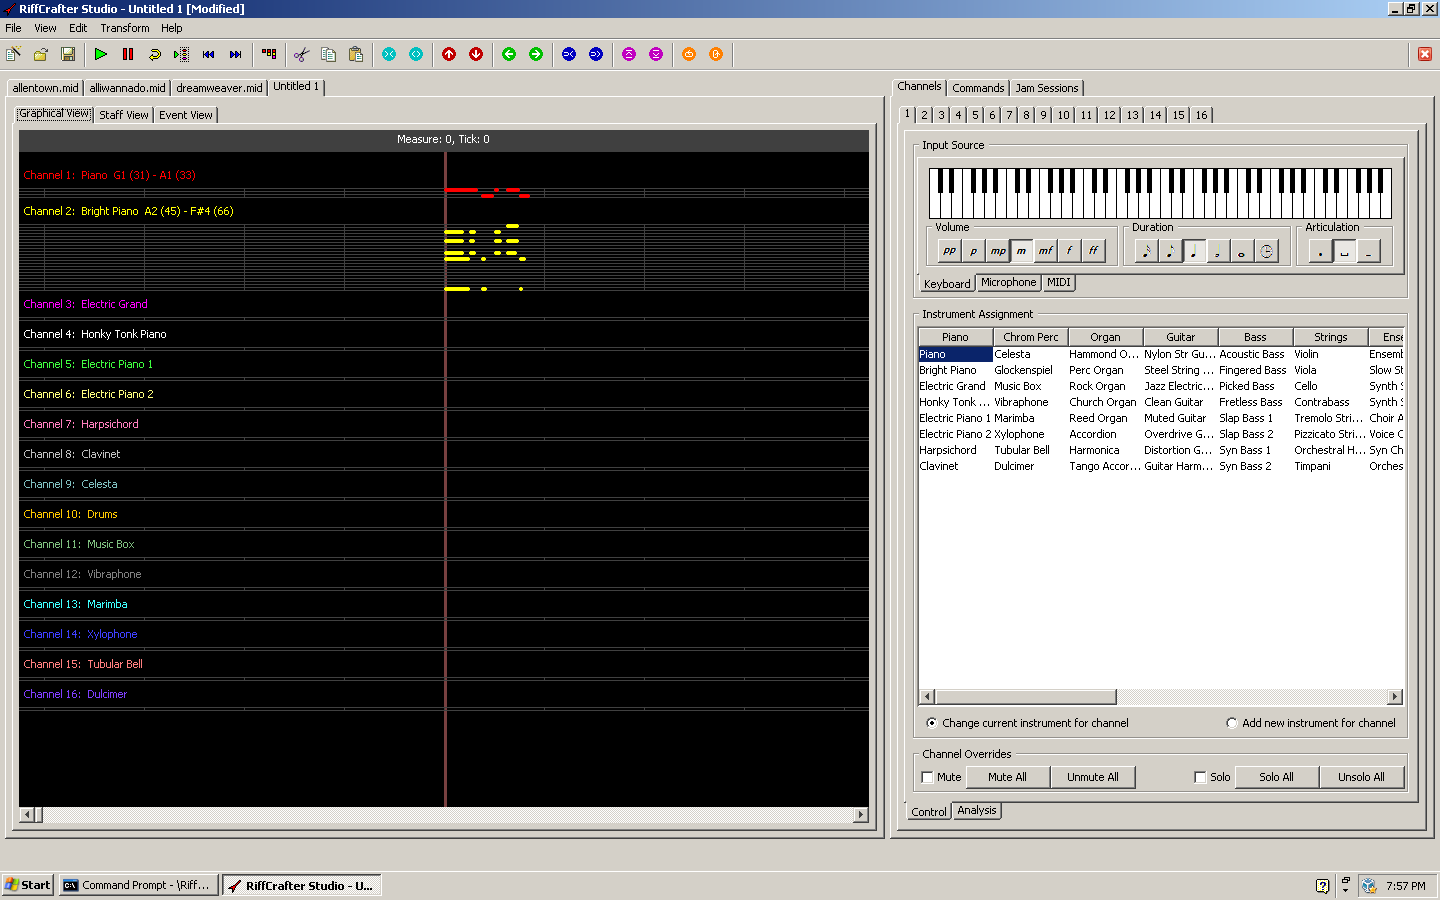 RiffCrafter Studio - Untitled 1 [Modified]
File View Edit Transform Help
allentown.mid alliwannado.mid dreamweaver.mid Untitled 1
Graphical View Staff View Event View
Measure: 0, Tick: 0
Channel 1: Piano G1 (31) - A1 (33)
Channel 2: Bright Piano A2 (45) - F#4 (66)
Channel 3: Electric Grand
Channel 4: Honky Tonk Piano
Channel 5: Electric Piano 1
Channel 6: Electric Piano 2
Channel 7: Harpsichord
Channel 8: Clavinet
Channel 9: Celesta
Channel 10: Drums
Channel 11: Music Box
Channel 12: Vibraphone
Channel 13: Marimba
Channel 14: Xylophone
Channel 15: Tubular Bell
Channel 16: Dulcimer
Channels Commands Jam Sessions
1 2 3 4 5 6 7 8 9 10 11 12 13 14 15 16
Input Source
Volume Duration Articulation
pp p mp m mf f ff
Keyboard Microphone MIDI
Instrument Assignment
Piano Chrom Perc Organ Guitar Bass Strings Ense
Piano Celesta Hammond O... Nylon Str Gu... Acoustic Bass Violin Ensemb
Bright Piano Glockenspiel Perc Organ Steel String ... Fingered Bass Viola Slow St
Electric Grand Music Box Rock Organ Jazz Electric... Picked Bass Cello Synth S
Honky Tonk ... Vibraphone Church Organ Clean Guitar Fretless Bass Contrabass Synth S
Electric Piano 1 Marimba Reed Organ Muted Guitar Slap Bass 1 Tremolo Stri... Choir A
Electric Piano 2 Xylophone Accordion Overdrive G... Slap Bass 2 Pizzicato Stri... Voice O
Harpsichord Tubular Bell Harmonica Distortion G... Syn Bass 1 Orchestral H... Syn Ch
Clavinet Dulcimer Tango Accor... Guitar Harm... Syn Bass 2 Timpani Orches
Change current instrument for channel Add new instrument for channel
Channel Overrides
Mute Mute All Unmute All Solo Solo All Unsolo All
Control Analysis
Start Command Prompt - \Riff... RiffCrafter Studio - U... 7:57 PM